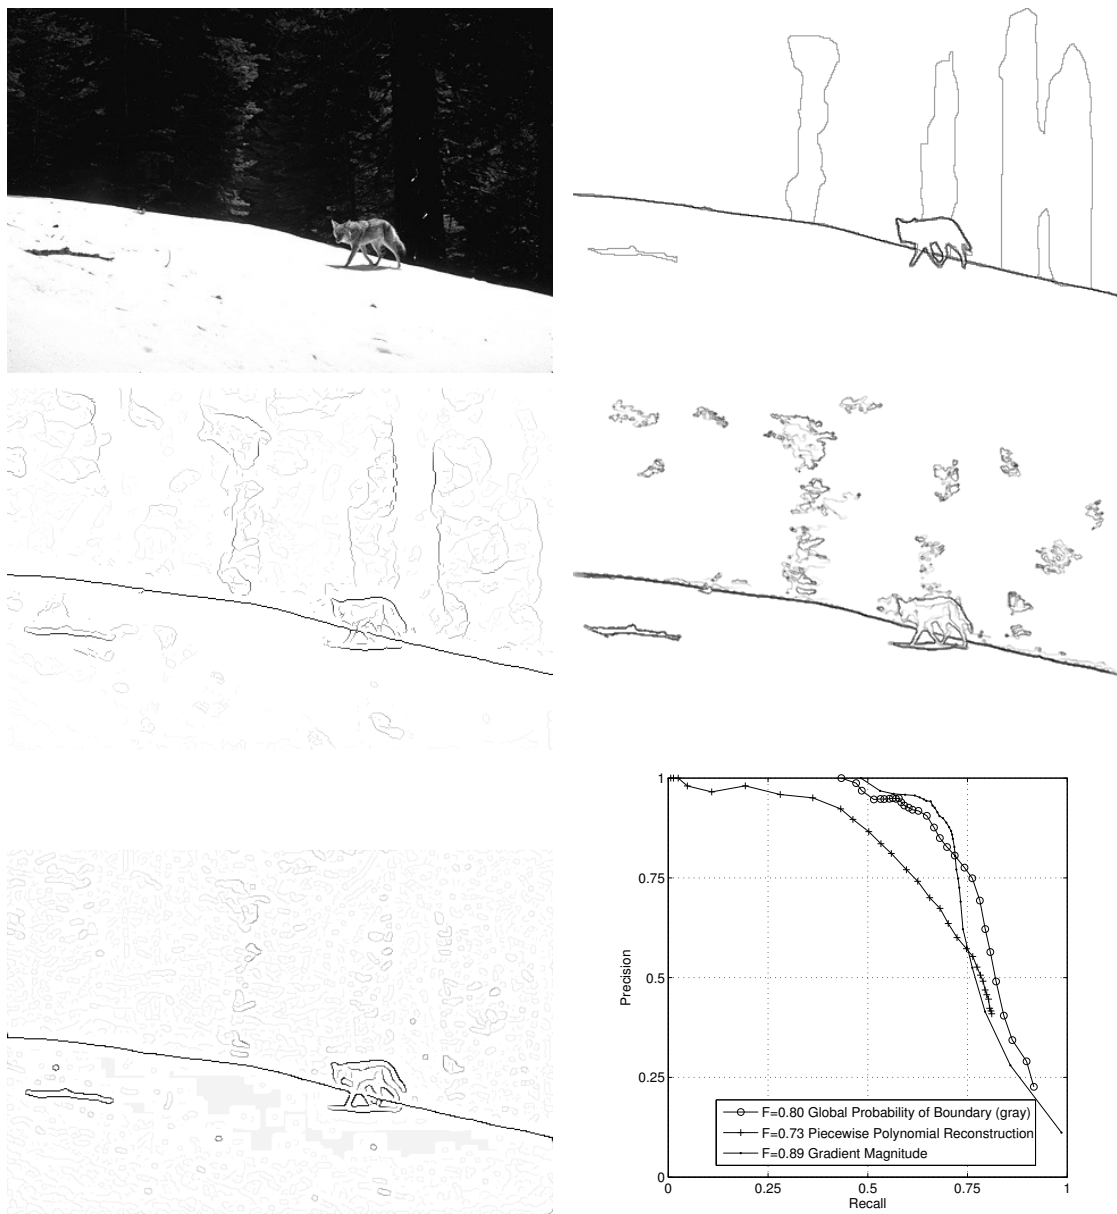 1
0.75
Precision
0.5
0.25
F=0.80 Global Probability of Boundary (gray)
F=0.73 Piecewise Polynomial Reconstruction
F=0.89 Gradient Magnitude
0
0 0.25 0.5 0.75 1
Recall